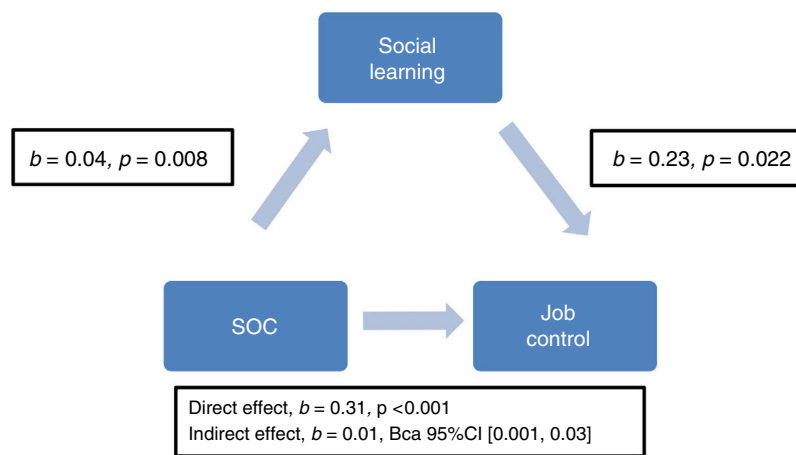 Social
learning
b = 0.04, p = 0.008
b = 0.23, p = 0.022
SOC
Job
control
Direct effect, b = 0.31, p <0.001
Indirect effect, b = 0.01, Bca 95%CI [0.001, 0.03]